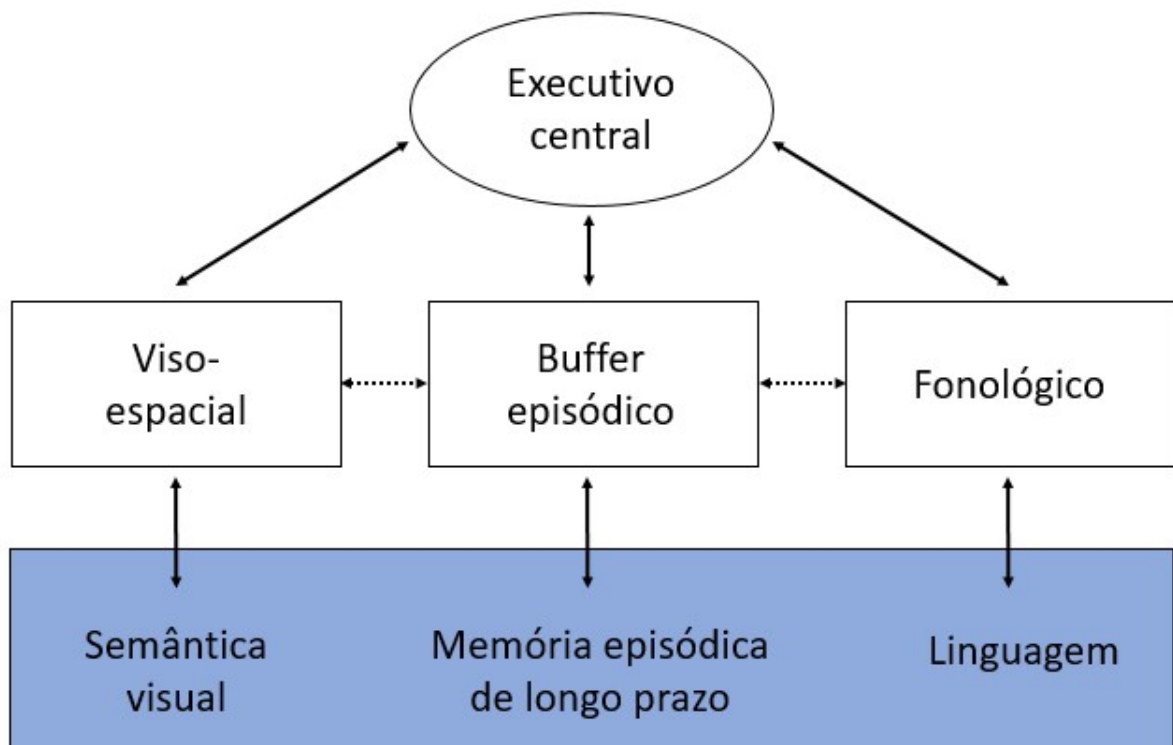 Executivo
central
Viso-
espacial
Buffer
episódico
Fonológico
Semântica
visual
Memória episódica
de longo prazo
Linguagem